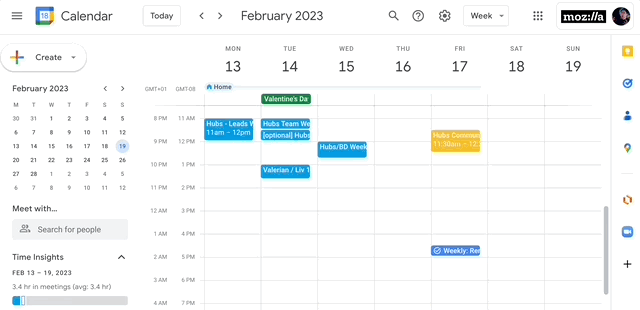 Calendar
Today
February 2023
Week
moz://a
Create
February 2023
M T W T F S S
30 31 1 2 3 4 5
6 7 8 9 10 11 12
13 14 15 16 17 18 19
20 21 22 23 24 25 26
27 28 1 2 3 4 5
6 7 8 9 10 11 12
Meet with...
Search for people
Time Insights
FEB 13 – 19, 2023
3.4 hr in meetings (avg: 3.4 hr)
MON TUE WED THU FRI SAT SUN
13 14 15 16 17 18 19
GMT+01 GMT-08
Home
Valentine's Da
8 PM 11 AM
Hubs - Leads W
11am – 12pm
Hubs Team We
[optional] Hubs
9 PM 12 PM
Hubs Commun
11:30am – 12:
Hubs/BD Week
10 PM 1 PM
Valerian / Liv 1
11 PM 2 PM
12 AM 3 PM
1 AM 4 PM
Weekly: Re
2 AM 5 PM
3 AM 6 PM
4 AM 7 PM